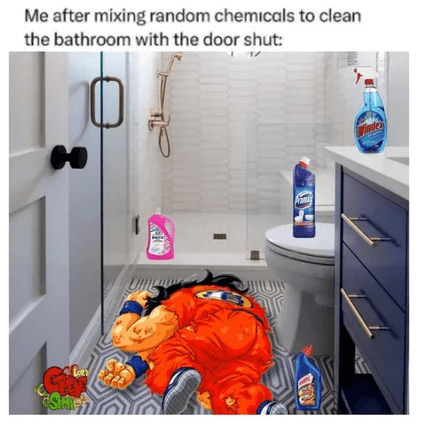 Me after mixing random chemicals to clean
the bathroom with the door shut:
Windex